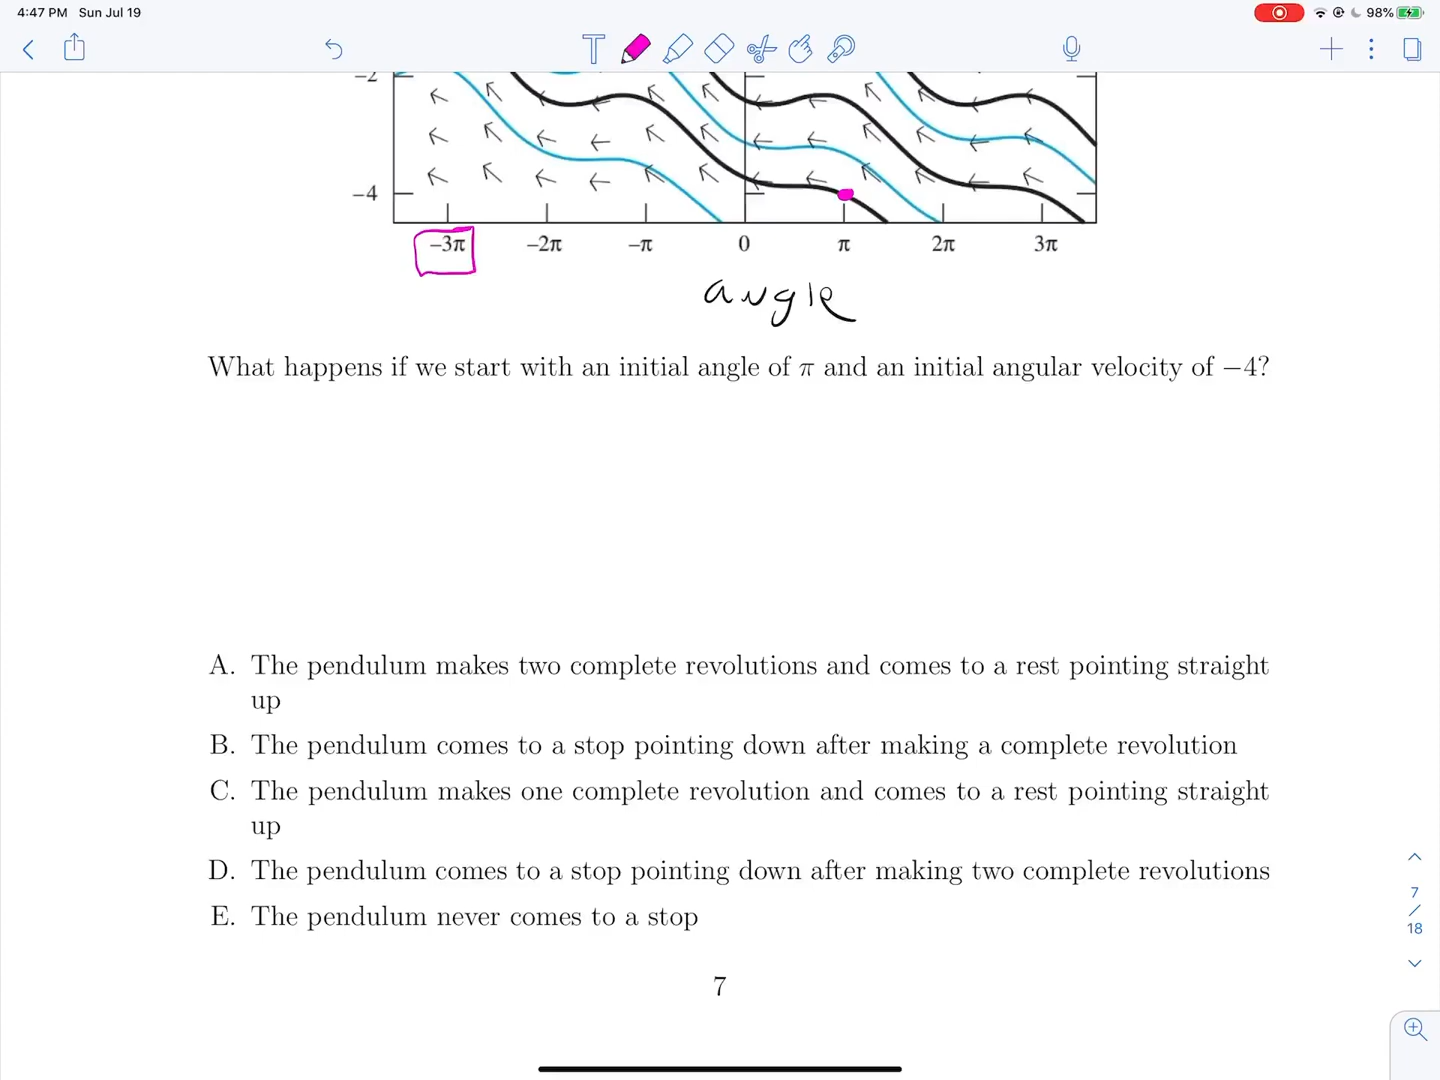 4:47 PM Sun Jul 19
98%
T
−2
−4
−3π −2π −π 0 π 2π 3π
angle
What happens if we start with an initial angle of π and an initial angular velocity of −4?
A. The pendulum makes two complete revolutions and comes to a rest pointing straight
up
B. The pendulum comes to a stop pointing down after making a complete revolution
C. The pendulum makes one complete revolution and comes to a rest pointing straight
up
D. The pendulum comes to a stop pointing down after making two complete revolutions
E. The pendulum never comes to a stop
7
/
18
7